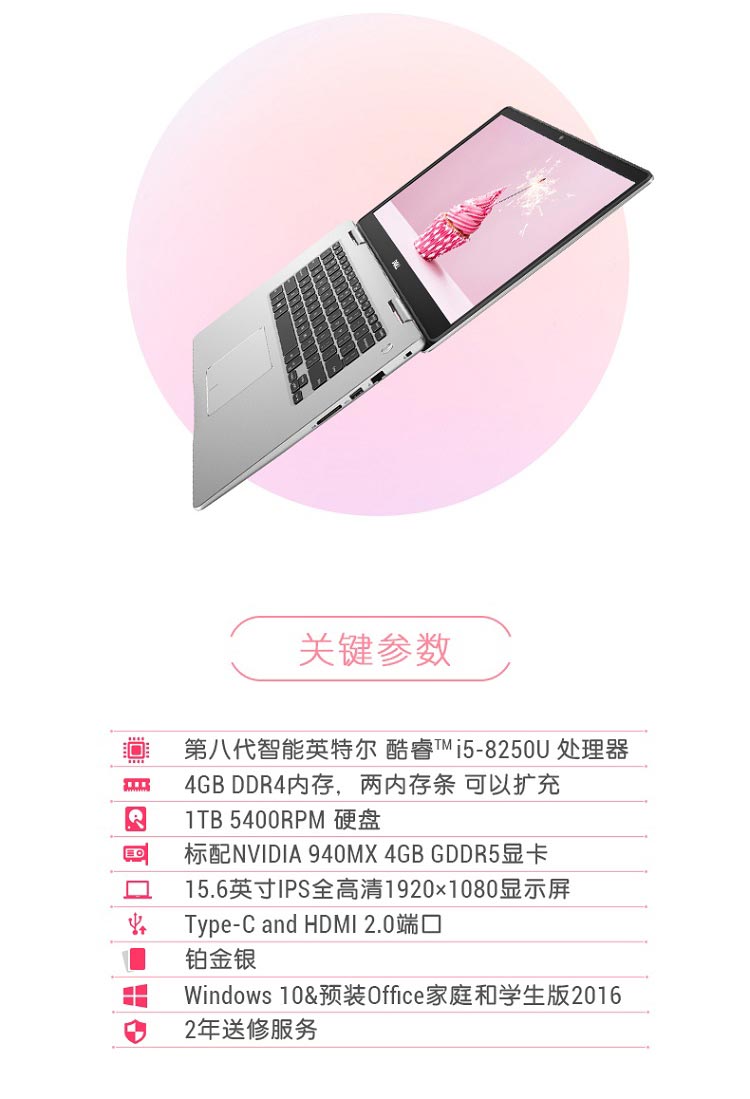 关键参数
第八代智能英特尔 酷睿™ i5-8250U 处理器
4GB DDR4内存，两内存条 可以扩充
1TB 5400RPM 硬盘
标配NVIDIA 940MX 4GB GDDR5显卡
15.6英寸IPS全高清1920×1080显示屏
Type-C and HDMI 2.0端口
铂金银
Windows 10&预装Office家庭和学生版2016
2年送修服务